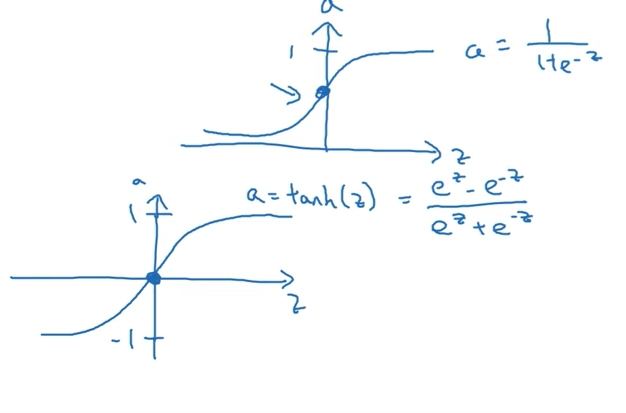 a
1
a = 1/(1+e^-z)
z
a
1
a = tanh(z) = (e^z - e^-z)/(e^z + e^-z)
z
-1